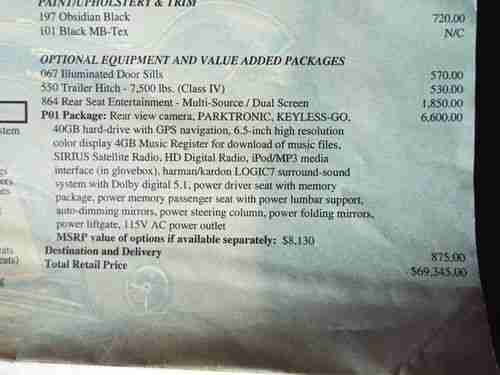 PAINT/UPHOLSTERY & TRIM
197 Obsidian Black 720.00
101 Black MB-Tex N/C
OPTIONAL EQUIPMENT AND VALUE ADDED PACKAGES
067 Illuminated Door Sills 570.00
550 Trailer Hitch - 7,500 lbs. (Class IV) 530.00
864 Rear Seat Entertainment - Multi-Source / Dual Screen 1,850.00
P01 Package: Rear view camera, PARKTRONIC, KEYLESS-GO, 6,600.00
40GB hard-drive with GPS navigation, 6.5-inch high resolution
color display 4GB Music Register for download of music files,
SIRIUS Satellite Radio, HD Digital Radio, iPod/MP3 media
interface (in glovebox), harman/kardon LOGIC7 surround-sound
system with Dolby digital 5.1, power driver seat with memory
package, power memory passenger seat with power lumbar support,
auto-dimming mirrors, power steering column, power folding mirrors,
power liftgate, 115V AC power outlet
MSRP value of options if available separately: $8,130
Destination and Delivery 875.00
Total Retail Price $69,345.00